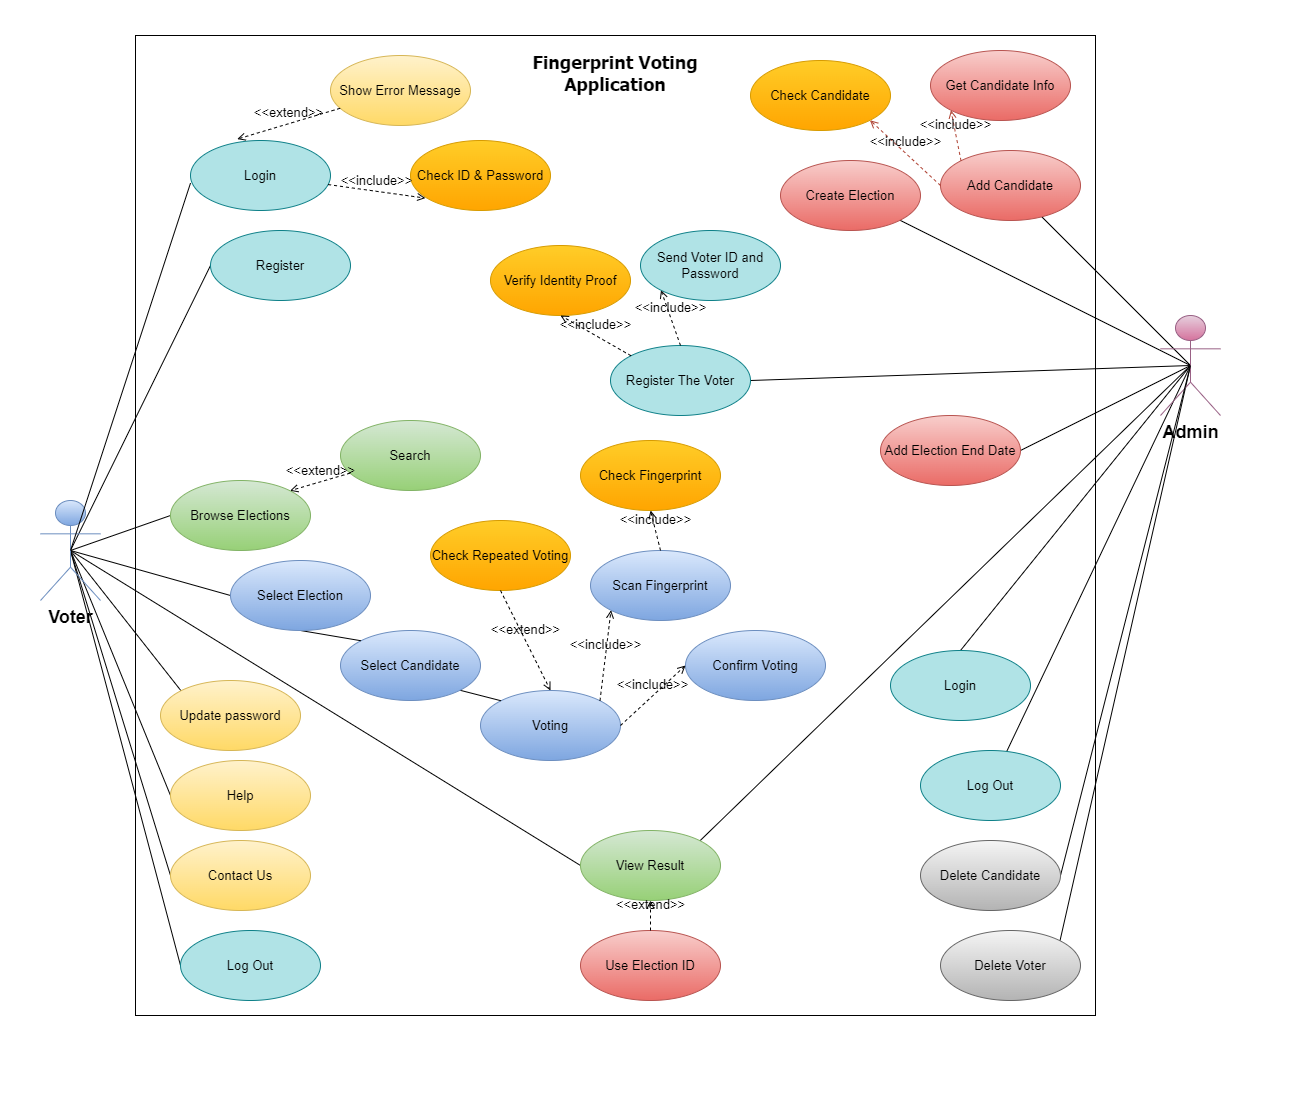 Fingerprint Voting
Application
Show Error Message
<<extend>>
Login
<<include>>
Check ID & Password
Register
Check Candidate
Get Candidate Info
<<include>>
<<include>>
Create Election
Add Candidate
Verify Identity Proof
Send Voter ID and
Password
<<include>>
<<include>>
Register The Voter
Admin
Search
<<extend>>
Browse Elections
Add Election End Date
Check Fingerprint
<<include>>
Check Repeated Voting
Scan Fingerprint
Select Election
Voter
<<extend>>
<<include>>
Select Candidate
Confirm Voting
<<include>>
Voting
Login
Update password
Log Out
Help
View Result
Contact Us
Delete Candidate
<<extend>>
Log Out
Use Election ID
Delete Voter